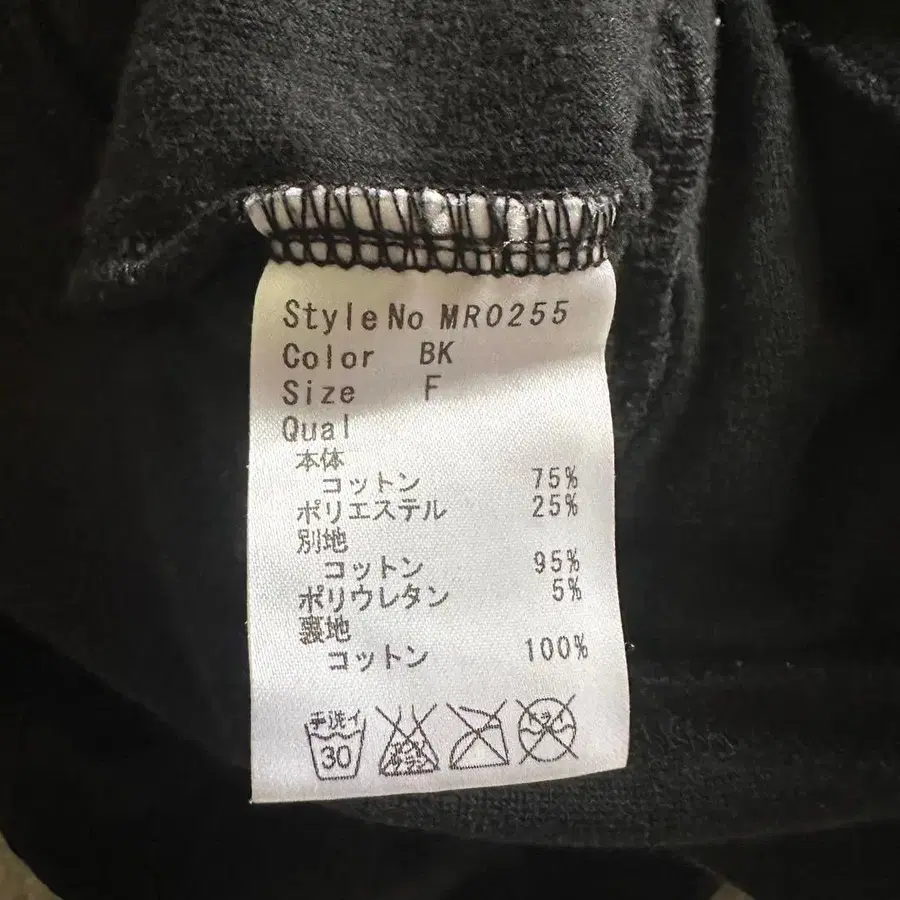 Style No MR0255
Color BK
Size F
Qual
本体
コットン 75%
ポリエステル 25%
別地
コットン 95%
ポリウレタン 5%
裏地
コットン 100%
手洗イ
30